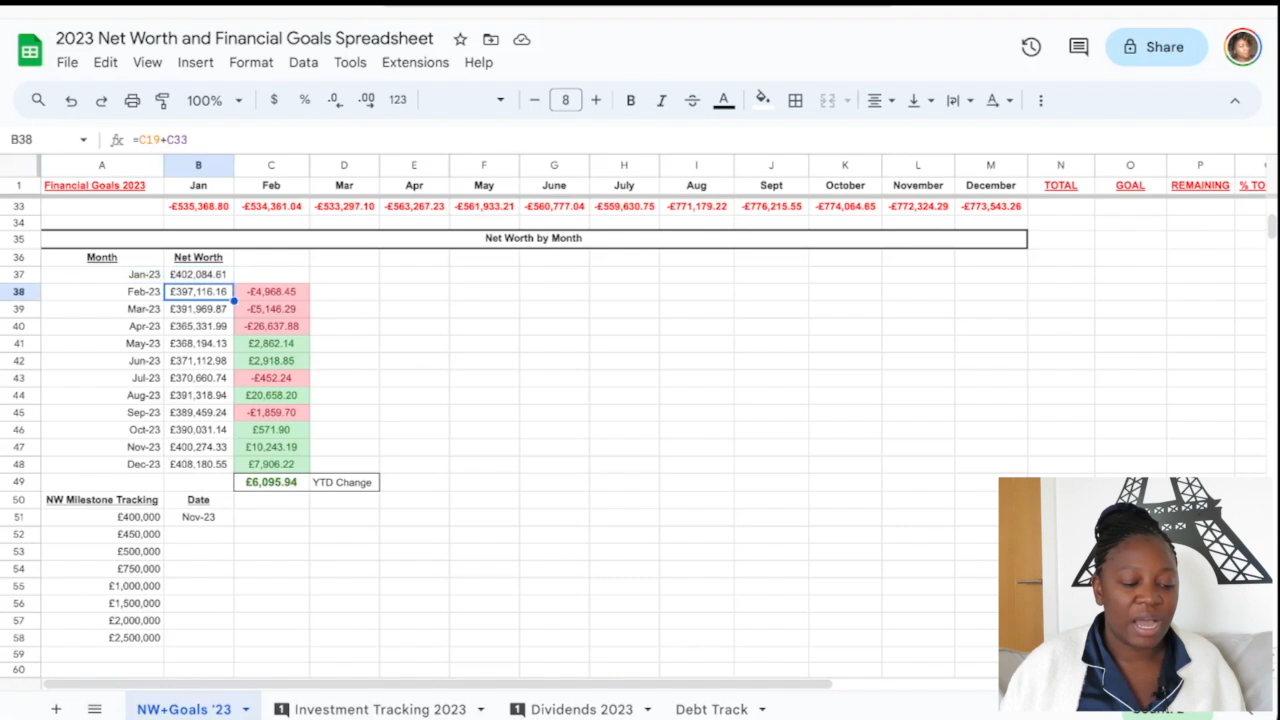 2023 Net Worth and Financial Goals Spreadsheet
File Edit View Insert Format Data Tools Extensions Help
Share
100% $ % .0 .00 123 8 B I A
B38 fx =C19+C33
A B C D E F G H I J K L M N O P
1 Financial Goals 2023 Jan Feb Mar Apr May June July Aug Sept October November December TOTAL GOAL REMAINING % TO
33 -£535,368.80 -£534,361.04 -£533,297.10 -£563,267.23 -£561,933.21 -£560,777.04 -£559,630.75 -£771,179.22 -£776,215.55 -£774,064.65 -£772,324.29 -£773,543.26
34
35 Net Worth by Month
36 Month Net Worth
37 Jan-23 £402,084.61
38 Feb-23 £397,116.16 -£4,968.45
39 Mar-23 £391,969.87 -£5,146.29
40 Apr-23 £365,331.99 -£26,637.88
41 May-23 £368,194.13 £2,862.14
42 Jun-23 £371,112.98 £2,918.85
43 Jul-23 £370,660.74 -£452.24
44 Aug-23 £391,318.94 £20,658.20
45 Sep-23 £389,459.24 -£1,859.70
46 Oct-23 £390,031.14 £571.90
47 Nov-23 £400,274.33 £10,243.19
48 Dec-23 £408,180.55 £7,906.22
49 £6,095.94 YTD Change
50 NW Milestone Tracking Date
51 £400,000 Nov-23
52 £450,000
53 £500,000
54 £750,000
55 £1,000,000
56 £1,500,000
57 £2,000,000
58 £2,500,000
59
60
NW+Goals '23 1 Investment Tracking 2023 1 Dividends 2023 Debt Track